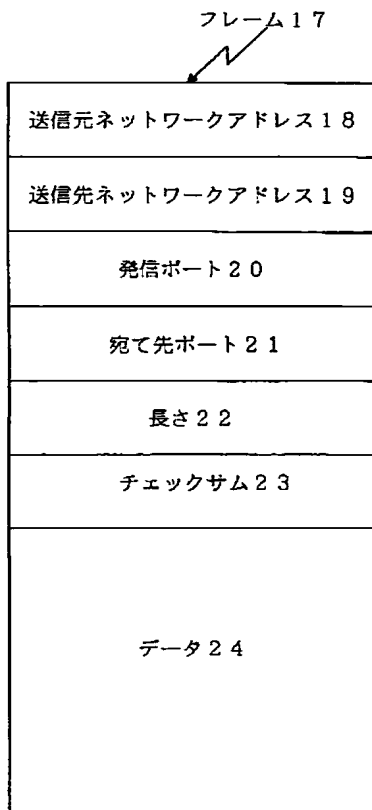 フレーム17
送信元ネットワークアドレス18
送信先ネットワークアドレス19
発信ポート20
宛て先ポート21
長さ22
チェックサム23
データ24